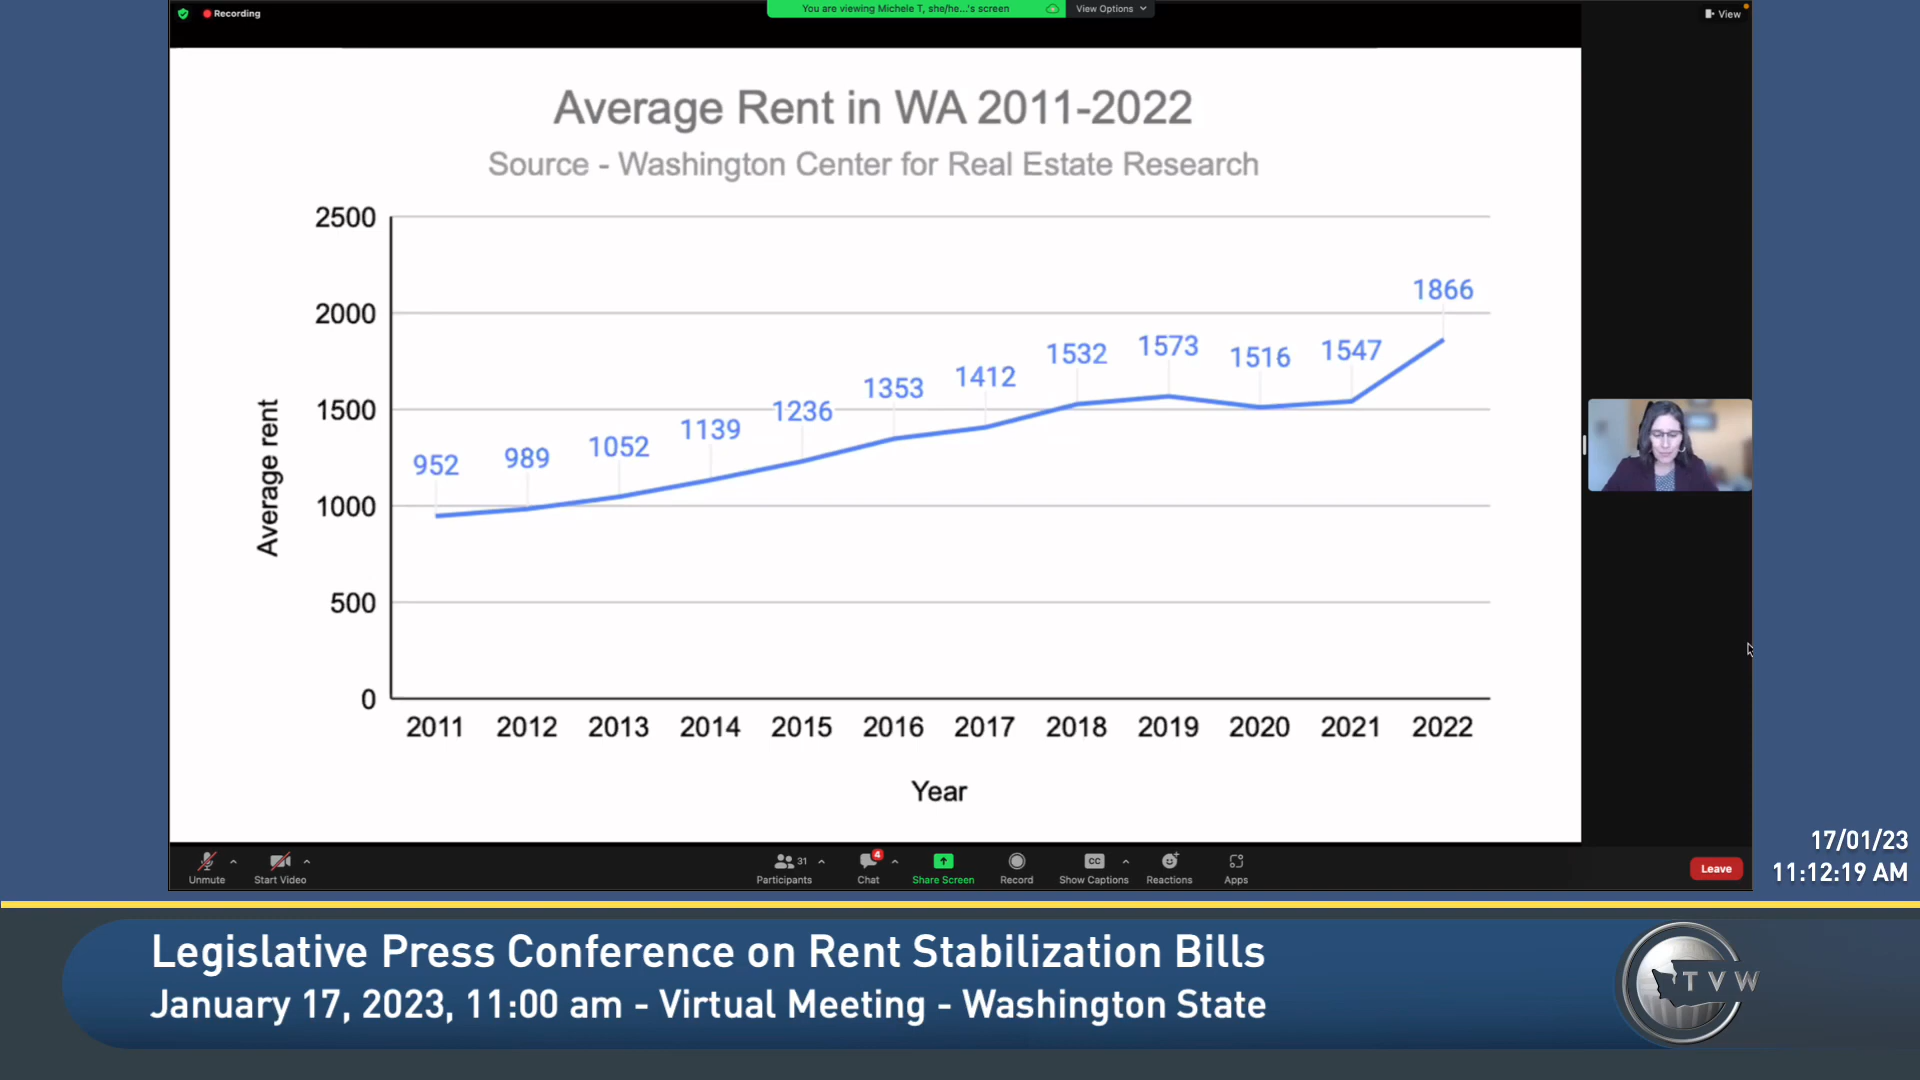 Recording
You are viewing Michele T, she/he...'s screen
View Options
View
Average Rent in WA 2011-2022
Source - Washington Center for Real Estate Research
2500
2000
1500
1000
500
0
Average rent
952
989
1052
1139
1236
1353
1412
1532
1573
1516
1547
1866
2011 2012 2013 2014 2015 2016 2017 2018 2019 2020 2021 2022
Year
Unmute
Start Video
31
Participants
4
Chat
Share Screen
Record
CC
Show Captions
Reactions
Apps
Leave
17/01/23
11:12:19 AM
Legislative Press Conference on Rent Stabilization Bills
January 17, 2023, 11:00 am - Virtual Meeting - Washington State
TVW